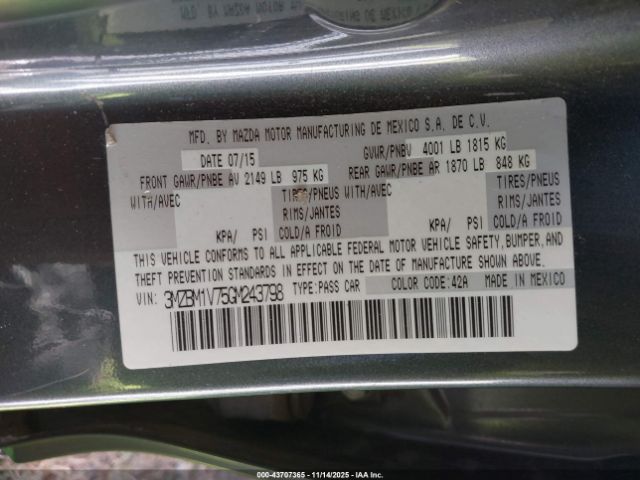 MFD. BY MAZDA MOTOR MANUFACTURING DE MEXICO S.A. DE C.V.
DATE 07/15 GVWR/PNBV 4001 LB 1815 KG
FRONT GAWR/PNBE AV 2149 LB 975 KG REAR GAWR/PNBE AR 1870 LB 848 KG
WITH/AVEC TIRES/PNEUS WITH/AVEC TIRES/PNEUS
RIMS/JANTES RIMS/JANTES
KPA/ PSI COLD/A FROID KPA/ PSI COLD/A FROID
THIS VEHICLE CONFORMS TO ALL APPLICABLE FEDERAL MOTOR VEHICLE SAFETY, BUMPER, AND
THEFT PREVENTION STANDARDS IN EFFECT ON THE DATE OF MANUFACTURE SHOWN ABOVE.
VIN: 3MZBM1V75GM243798 TYPE:PASS CAR COLOR CODE:42A MADE IN MEXICO
000-43707365 - 11/14/2025 - IAA Inc.